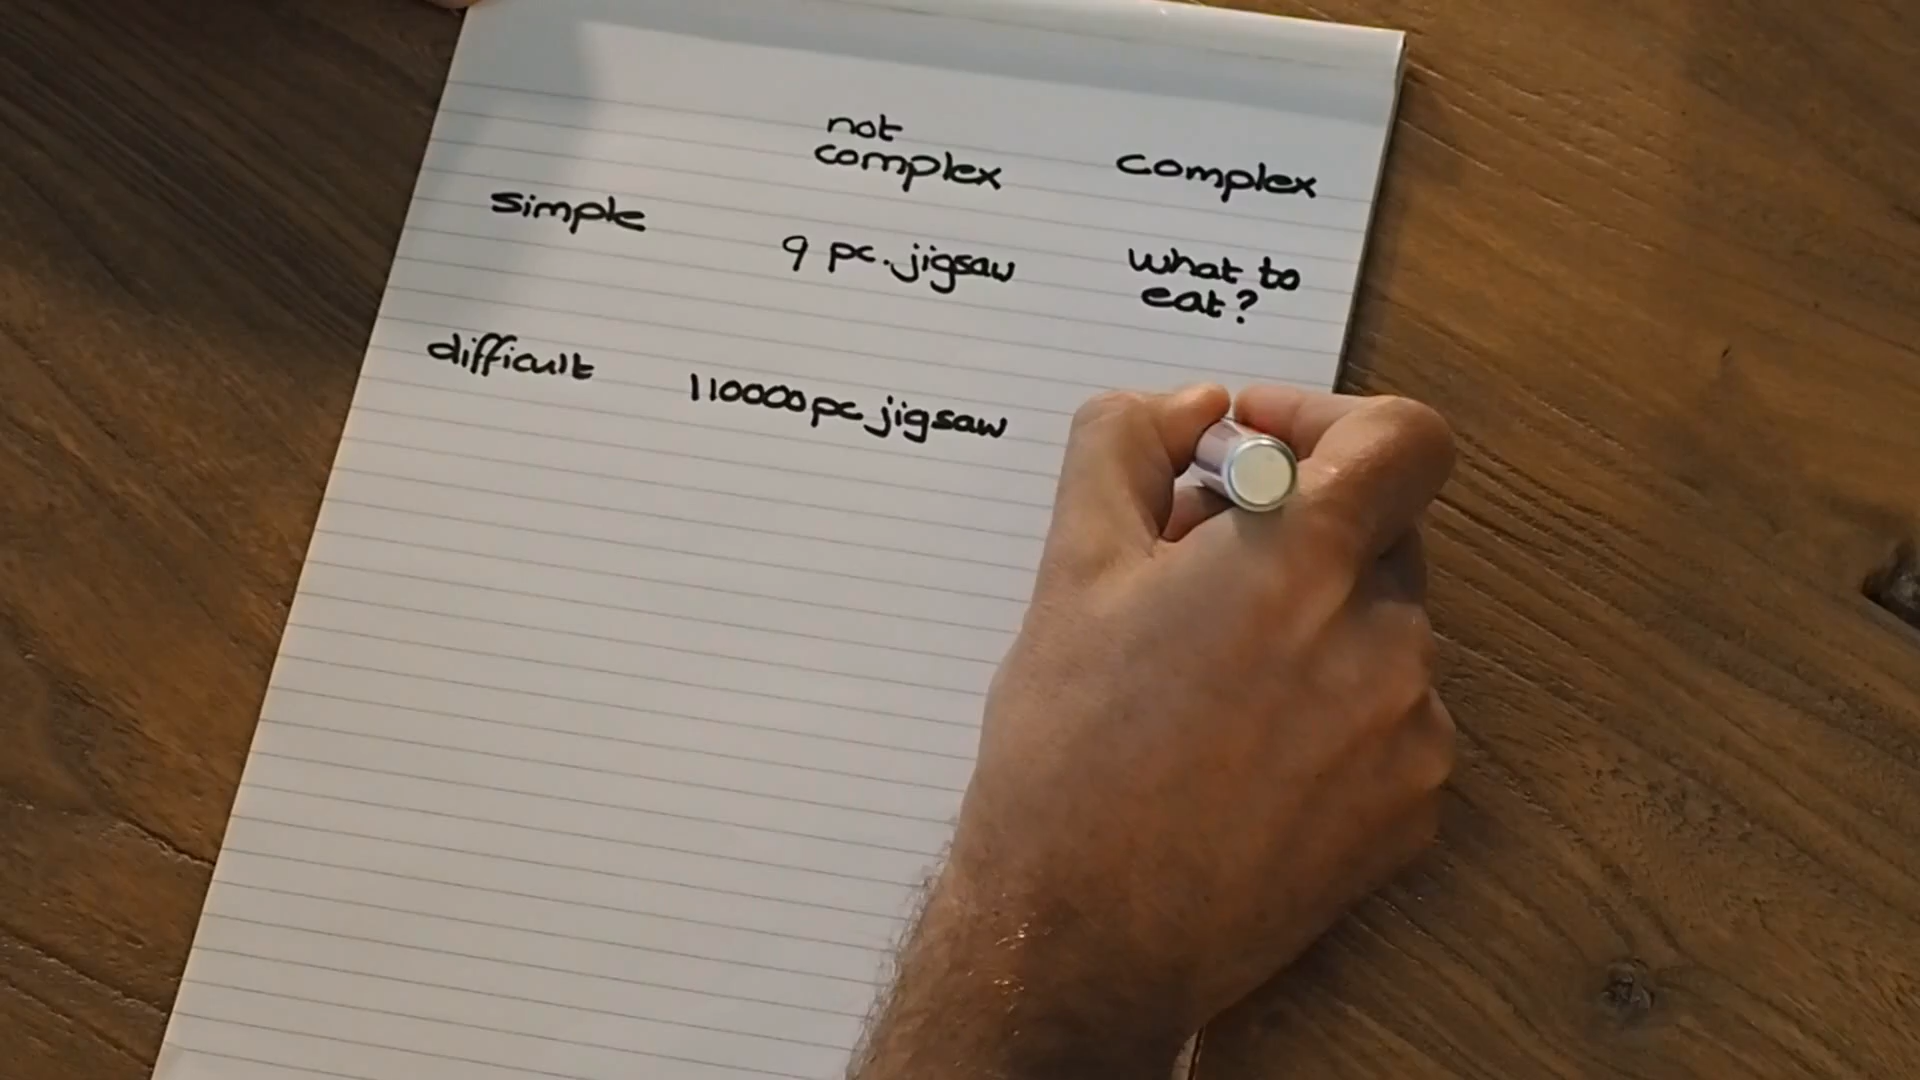 not
complex
complex
simple
9 pc. jigsaw
what to
eat?
difficult
110000pc jigsaw